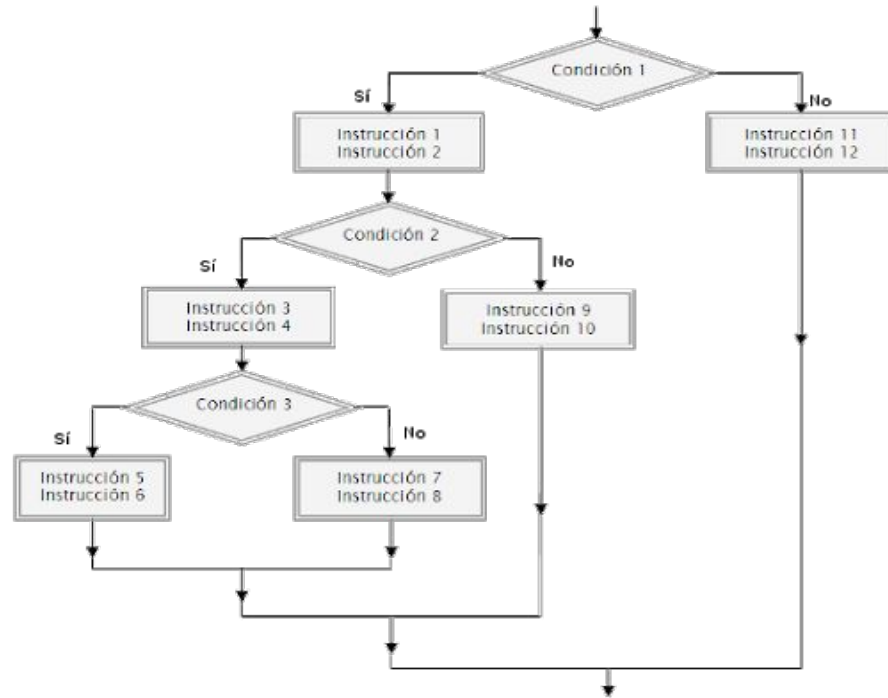 Condición 1
Sí
No
Instrucción 1
Instrucción 2
Instrucción 11
Instrucción 12
Condición 2
Sí
No
Instrucción 3
Instrucción 4
Instrucción 9
Instrucción 10
Condición 3
Sí
No
Instrucción 5
Instrucción 6
Instrucción 7
Instrucción 8